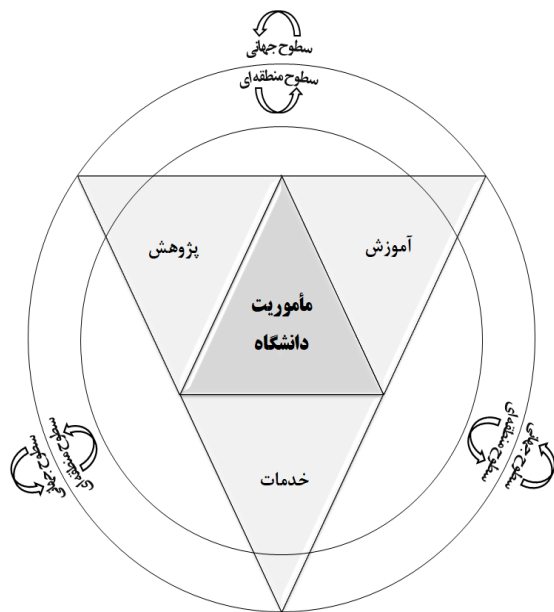 سطوح جهانی
سطوح منطقه ای
آموزش
پژوهش
مأموریت
دانشگاه
خدمات
سطوح جهانی
سطوح منطقه ای
سطوح منطقه ای
سطوح جهانی